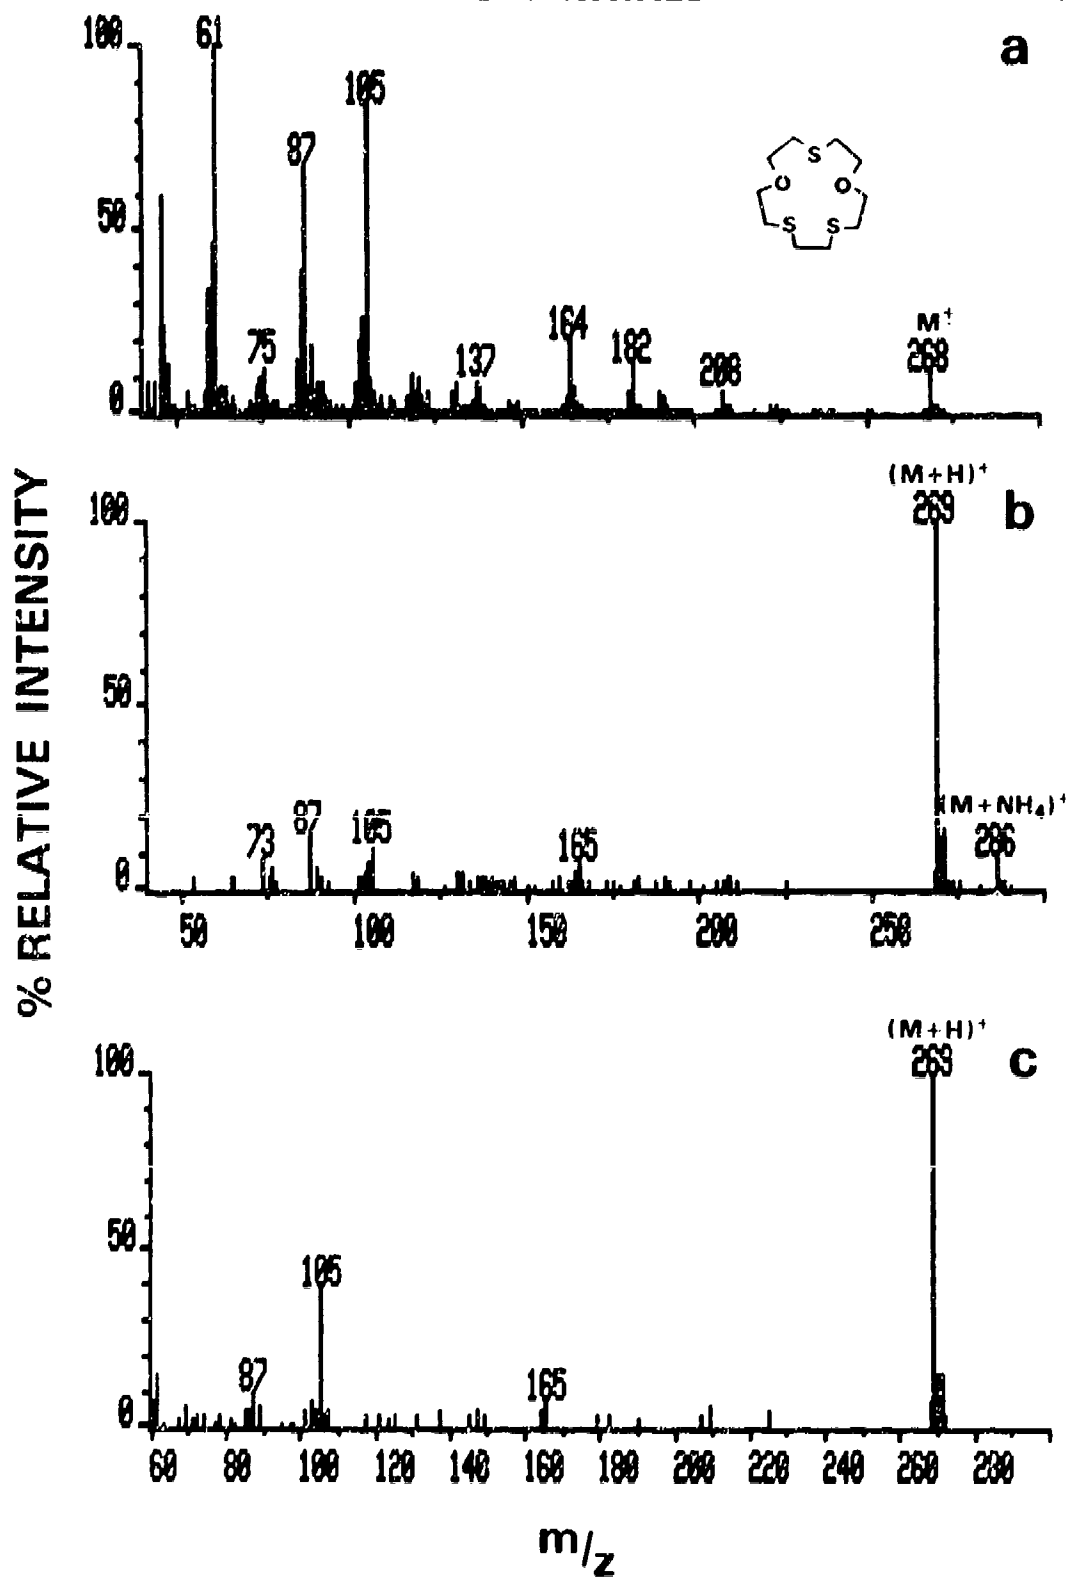 100 61 a
105
87
S
O O
50
S S
75 137 164 182 208 M+
268
0
(M+H)+
100 269 b
50
(M+NH4)+
73 87 105 165 286
0
50 100 150 200 250
(M+H)+
100 269 c
50
105
87 165
0
60 80 100 120 140 160 180 200 220 240 260 280
% RELATIVE INTENSITY
m/z